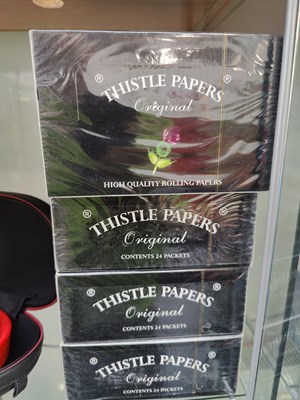 ® THISTLE PAPERS ®
Original
HIGH QUALITY ROLLING PAPERS
® THISTLE PAPERS ®
Original
CONTENTS 24 PACKETS
® THISTLE PAPERS ®
Original
CONTENTS 24 PACKETS
® THISTLE PAPERS ®
Original
CONTENTS 24 PACKETS